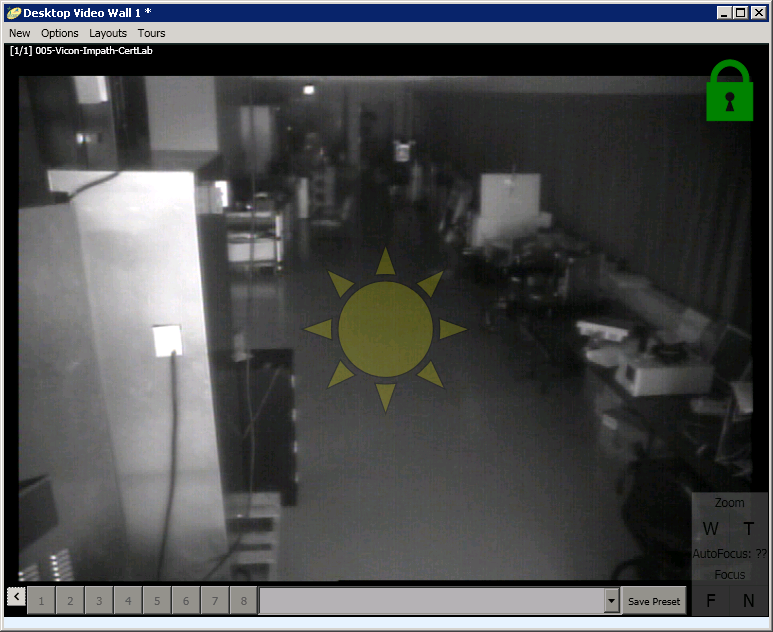 Desktop Video Wall 1 *
New Options Layouts Tours
[1/1] 005-Vicon-Impath-CertLab
Zoom
W T
AutoFocus: ??
Focus
F N
< 1 2 3 4 5 6 7 8 Save Preset